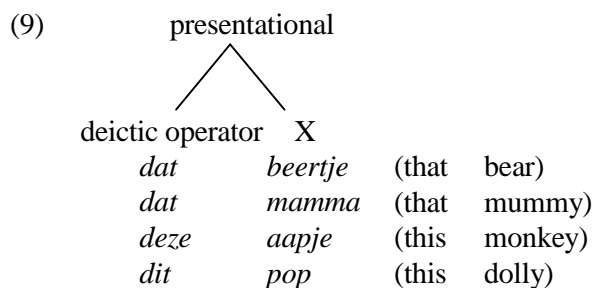 (9) presentational
deictic operator X
dat beertje (that bear)
dat mamma (that mummy)
deze aapje (this monkey)
dit pop (this dolly)